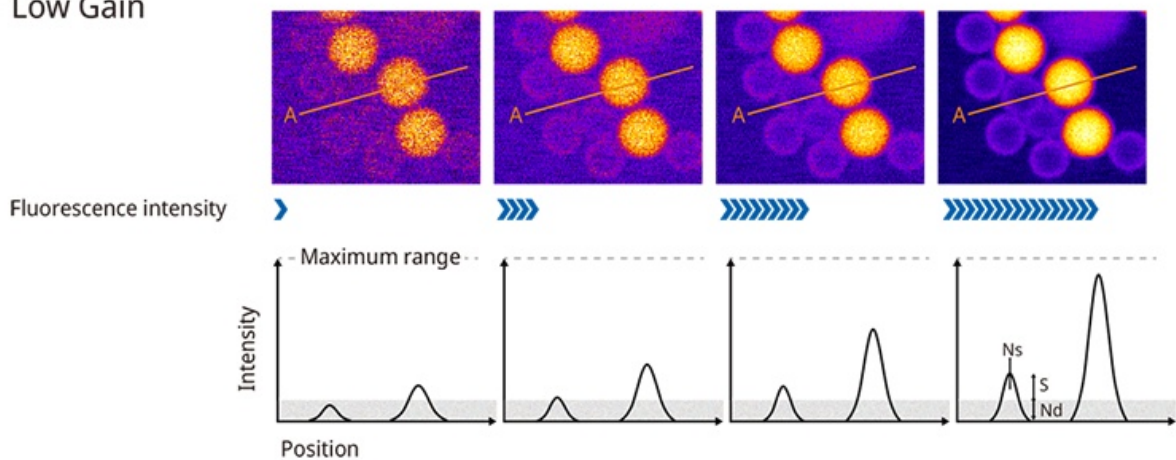 Low Gain
A
A
A
A
Fluorescence intensity
Maximum range
Intensity
Ns
S
Nd
Position